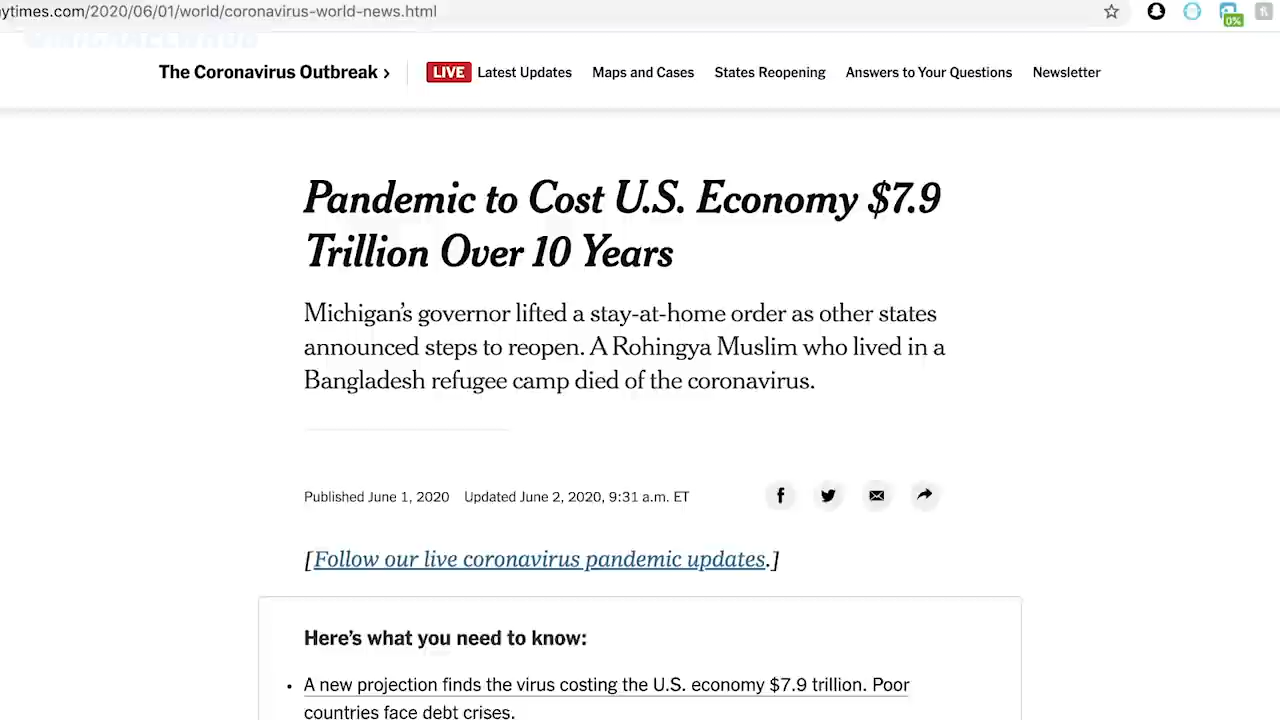 ytimes.com/2020/06/01/world/coronavirus-world-news.html
0%
The Coronavirus Outbreak ›
LIVE Latest Updates Maps and Cases States Reopening Answers to Your Questions Newsletter
Pandemic to Cost U.S. Economy $7.9
Trillion Over 10 Years
Michigan’s governor lifted a stay-at-home order as other states
announced steps to reopen. A Rohingya Muslim who lived in a
Bangladesh refugee camp died of the coronavirus.
Published June 1, 2020 Updated June 2, 2020, 9:31 a.m. ET
[Follow our live coronavirus pandemic updates.]
Here’s what you need to know:
• A new projection finds the virus costing the U.S. economy $7.9 trillion. Poor
countries face debt crises.